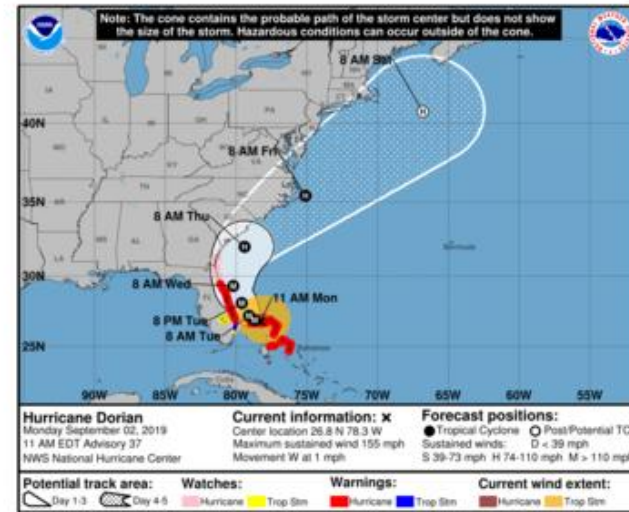 Note: The cone contains the probable path of the storm center but does not show
the size of the storm. Hazardous conditions can occur outside of the cone.
8 AM Sat
40N
8 AM Fri
35N
8 AM Thu
30N
8 AM Wed
11 AM Mon
8 PM Tue
8 AM Tue
25N
Bermuda
90W 85W 80W 75W 70W 65W 60W 55W
Hurricane Dorian
Monday September 02, 2019
11 AM EDT Advisory 37
NWS National Hurricane Center
Current information: x
Center location 26.8 N 78.3 W
Maximum sustained wind 155 mph
Movement W at 1 mph
Forecast positions:
Tropical Cyclone Post/Potential TC
Sustained winds: D < 39 mph
S 39-73 mph H 74-110 mph M > 110 mph
Potential track area:
Day 1-3 Day 4-5
Watches:
Hurricane Trop Stm
Warnings:
Hurricane Trop Stm
Current wind extent:
Hurricane Trop Stm